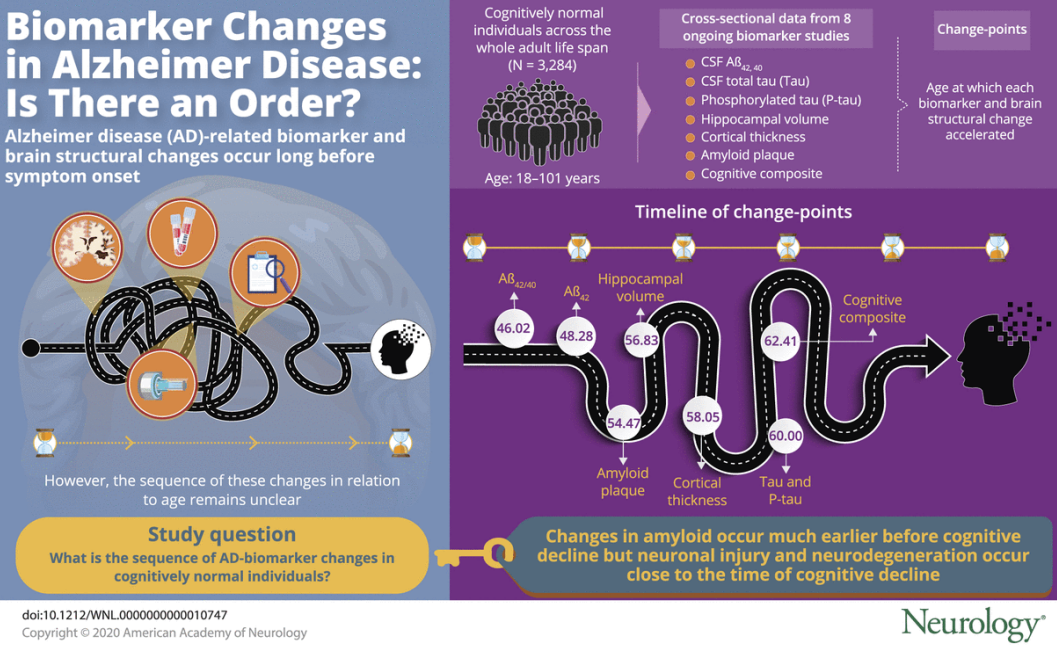 Biomarker Changes
in Alzheimer Disease:
Is There an Order?
Alzheimer disease (AD)-related biomarker and
brain structural changes occur long before
symptom onset
However, the sequence of these changes in relation
to age remains unclear
Study question
What is the sequence of AD-biomarker changes in
cognitively normal individuals?
Cognitively normal
individuals across the
whole adult life span
(N = 3,284)
Age: 18–101 years
Cross-sectional data from 8
ongoing biomarker studies
CSF Aß42, 40
CSF total tau (Tau)
Phosphorylated tau (P-tau)
Hippocampal volume
Cortical thickness
Amyloid plaque
Cognitive composite
Change-points
Age at which each
biomarker and brain
structural change
accelerated
Timeline of change-points
Aß42/40
46.02
Aß42
48.28
Hippocampal
volume
56.83
54.47
Amyloid
plaque
58.05
Cortical
thickness
62.41
Cognitive
composite
60.00
Tau and
P-tau
Changes in amyloid occur much earlier before cognitive
decline but neuronal injury and neurodegeneration occur
close to the time of cognitive decline
doi:10.1212/WNL.0000000000010747
Copyright © 2020 American Academy of Neurology
Neurology®